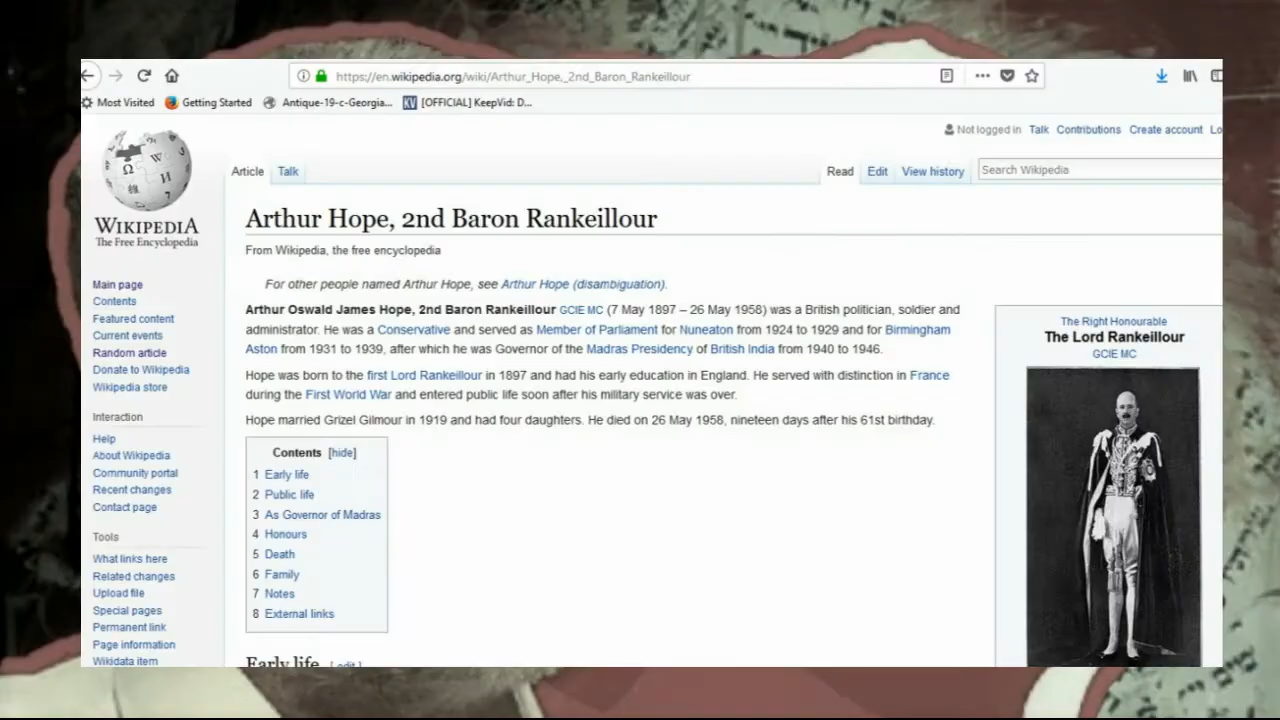 https://en.wikipedia.org/wiki/Arthur_Hope,_2nd_Baron_Rankeillour
Most Visited Getting Started Antique-19-c-Georgia... [OFFICIAL] KeepVid: D...
Not logged in Talk Contributions Create account Lo
Article Talk Read Edit View history Search Wikipedia
WIKIPEDIA
The Free Encyclopedia
Main page
Contents
Featured content
Current events
Random article
Donate to Wikipedia
Wikipedia store
Interaction
Help
About Wikipedia
Community portal
Recent changes
Contact page
Tools
What links here
Related changes
Upload file
Special pages
Permanent link
Page information
Wikidata item
Arthur Hope, 2nd Baron Rankeillour
From Wikipedia, the free encyclopedia
For other people named Arthur Hope, see Arthur Hope (disambiguation).
Arthur Oswald James Hope, 2nd Baron Rankeillour GCIE MC (7 May 1897 – 26 May 1958) was a British politician, soldier and
administrator. He was a Conservative and served as Member of Parliament for Nuneaton from 1924 to 1929 and for Birmingham
Aston from 1931 to 1939, after which he was Governor of the Madras Presidency of British India from 1940 to 1946.
Hope was born to the first Lord Rankeillour in 1897 and had his early education in England. He served with distinction in France
during the First World War and entered public life soon after his military service was over.
Hope married Grizel Gilmour in 1919 and had four daughters. He died on 26 May 1958, nineteen days after his 61st birthday.
Contents [hide]
1 Early life
2 Public life
3 As Governor of Madras
4 Honours
5 Death
6 Family
7 Notes
8 External links
Early life [ edit ]
The Right Honourable
The Lord Rankeillour
GCIE MC